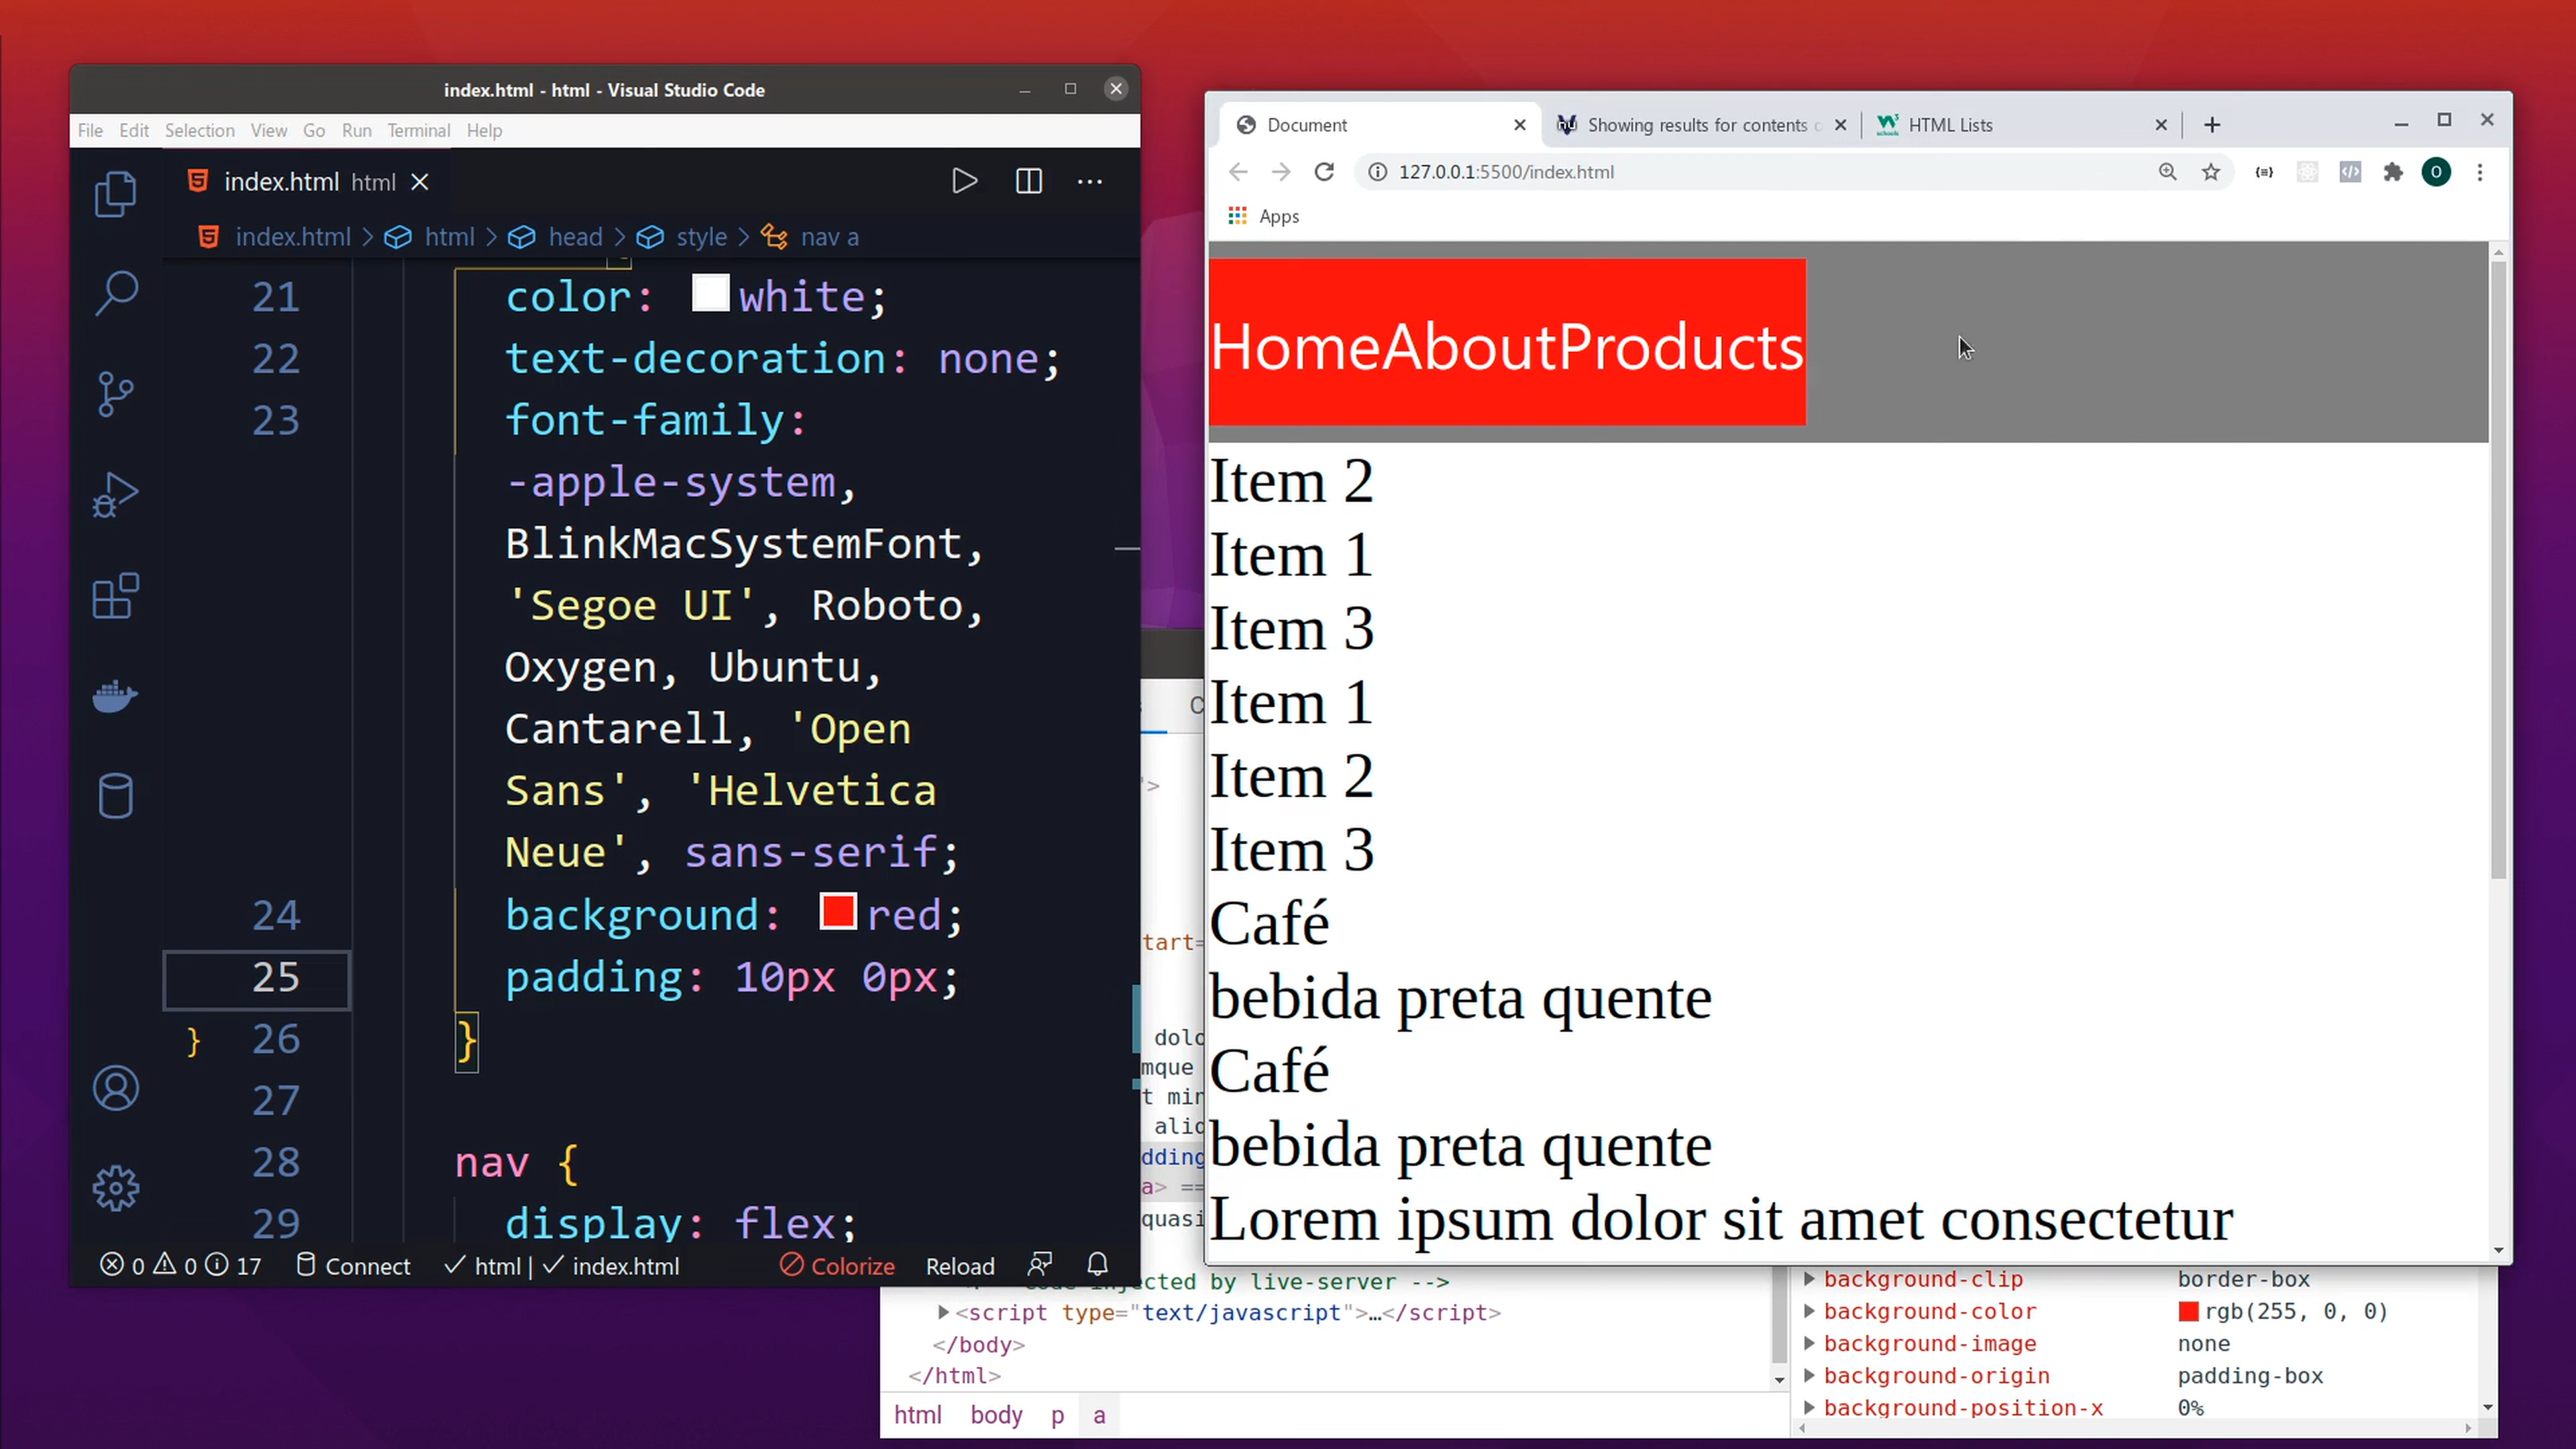 index.html - html - Visual Studio Code
File Edit Selection View Go Run Terminal Help
index.html html
index.html > html > head > style > nav a
21 color: white;
22 text-decoration: none;
23 font-family:
-apple-system,
BlinkMacSystemFont,
'Segoe UI', Roboto,
Oxygen, Ubuntu,
Cantarell, 'Open
Sans', 'Helvetica
Neue', sans-serif;
24 background: red;
25 padding: 10px 0px;
} 26 }
27
28 nav {
29 display: flex;
0 0 17 Connect html | index.html Colorize Reload
Document Showing results for contents HTML Lists
127.0.0.1:5500/index.html O
Apps
HomeAboutProducts
Item 2
Item 1
Item 3
Item 1
Item 2
Item 3
Café
bebida preta quente
Café
bebida preta quente
Lorem ipsum dolor sit amet consectetur
injected by live-server -->
<script type="text/javascript">…</script>
</body>
</html>
html body p a
background-clip border-box
background-color rgb(255, 0, 0)
background-image none
background-origin padding-box
background-position-x 0%